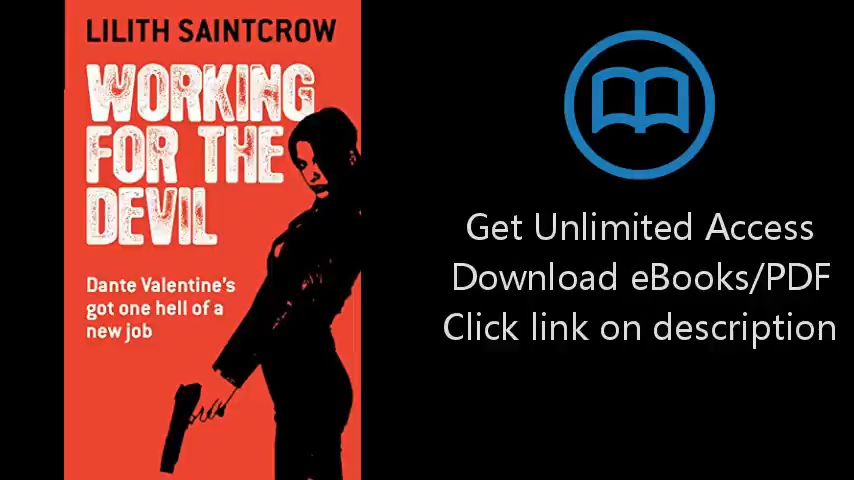 LILITH SAINTCROW
WORKING
FOR THE
DEVIL
Dante Valentine's
got one hell of a
new job
Get Unlimited Access
Download eBooks/PDF
Click link on description